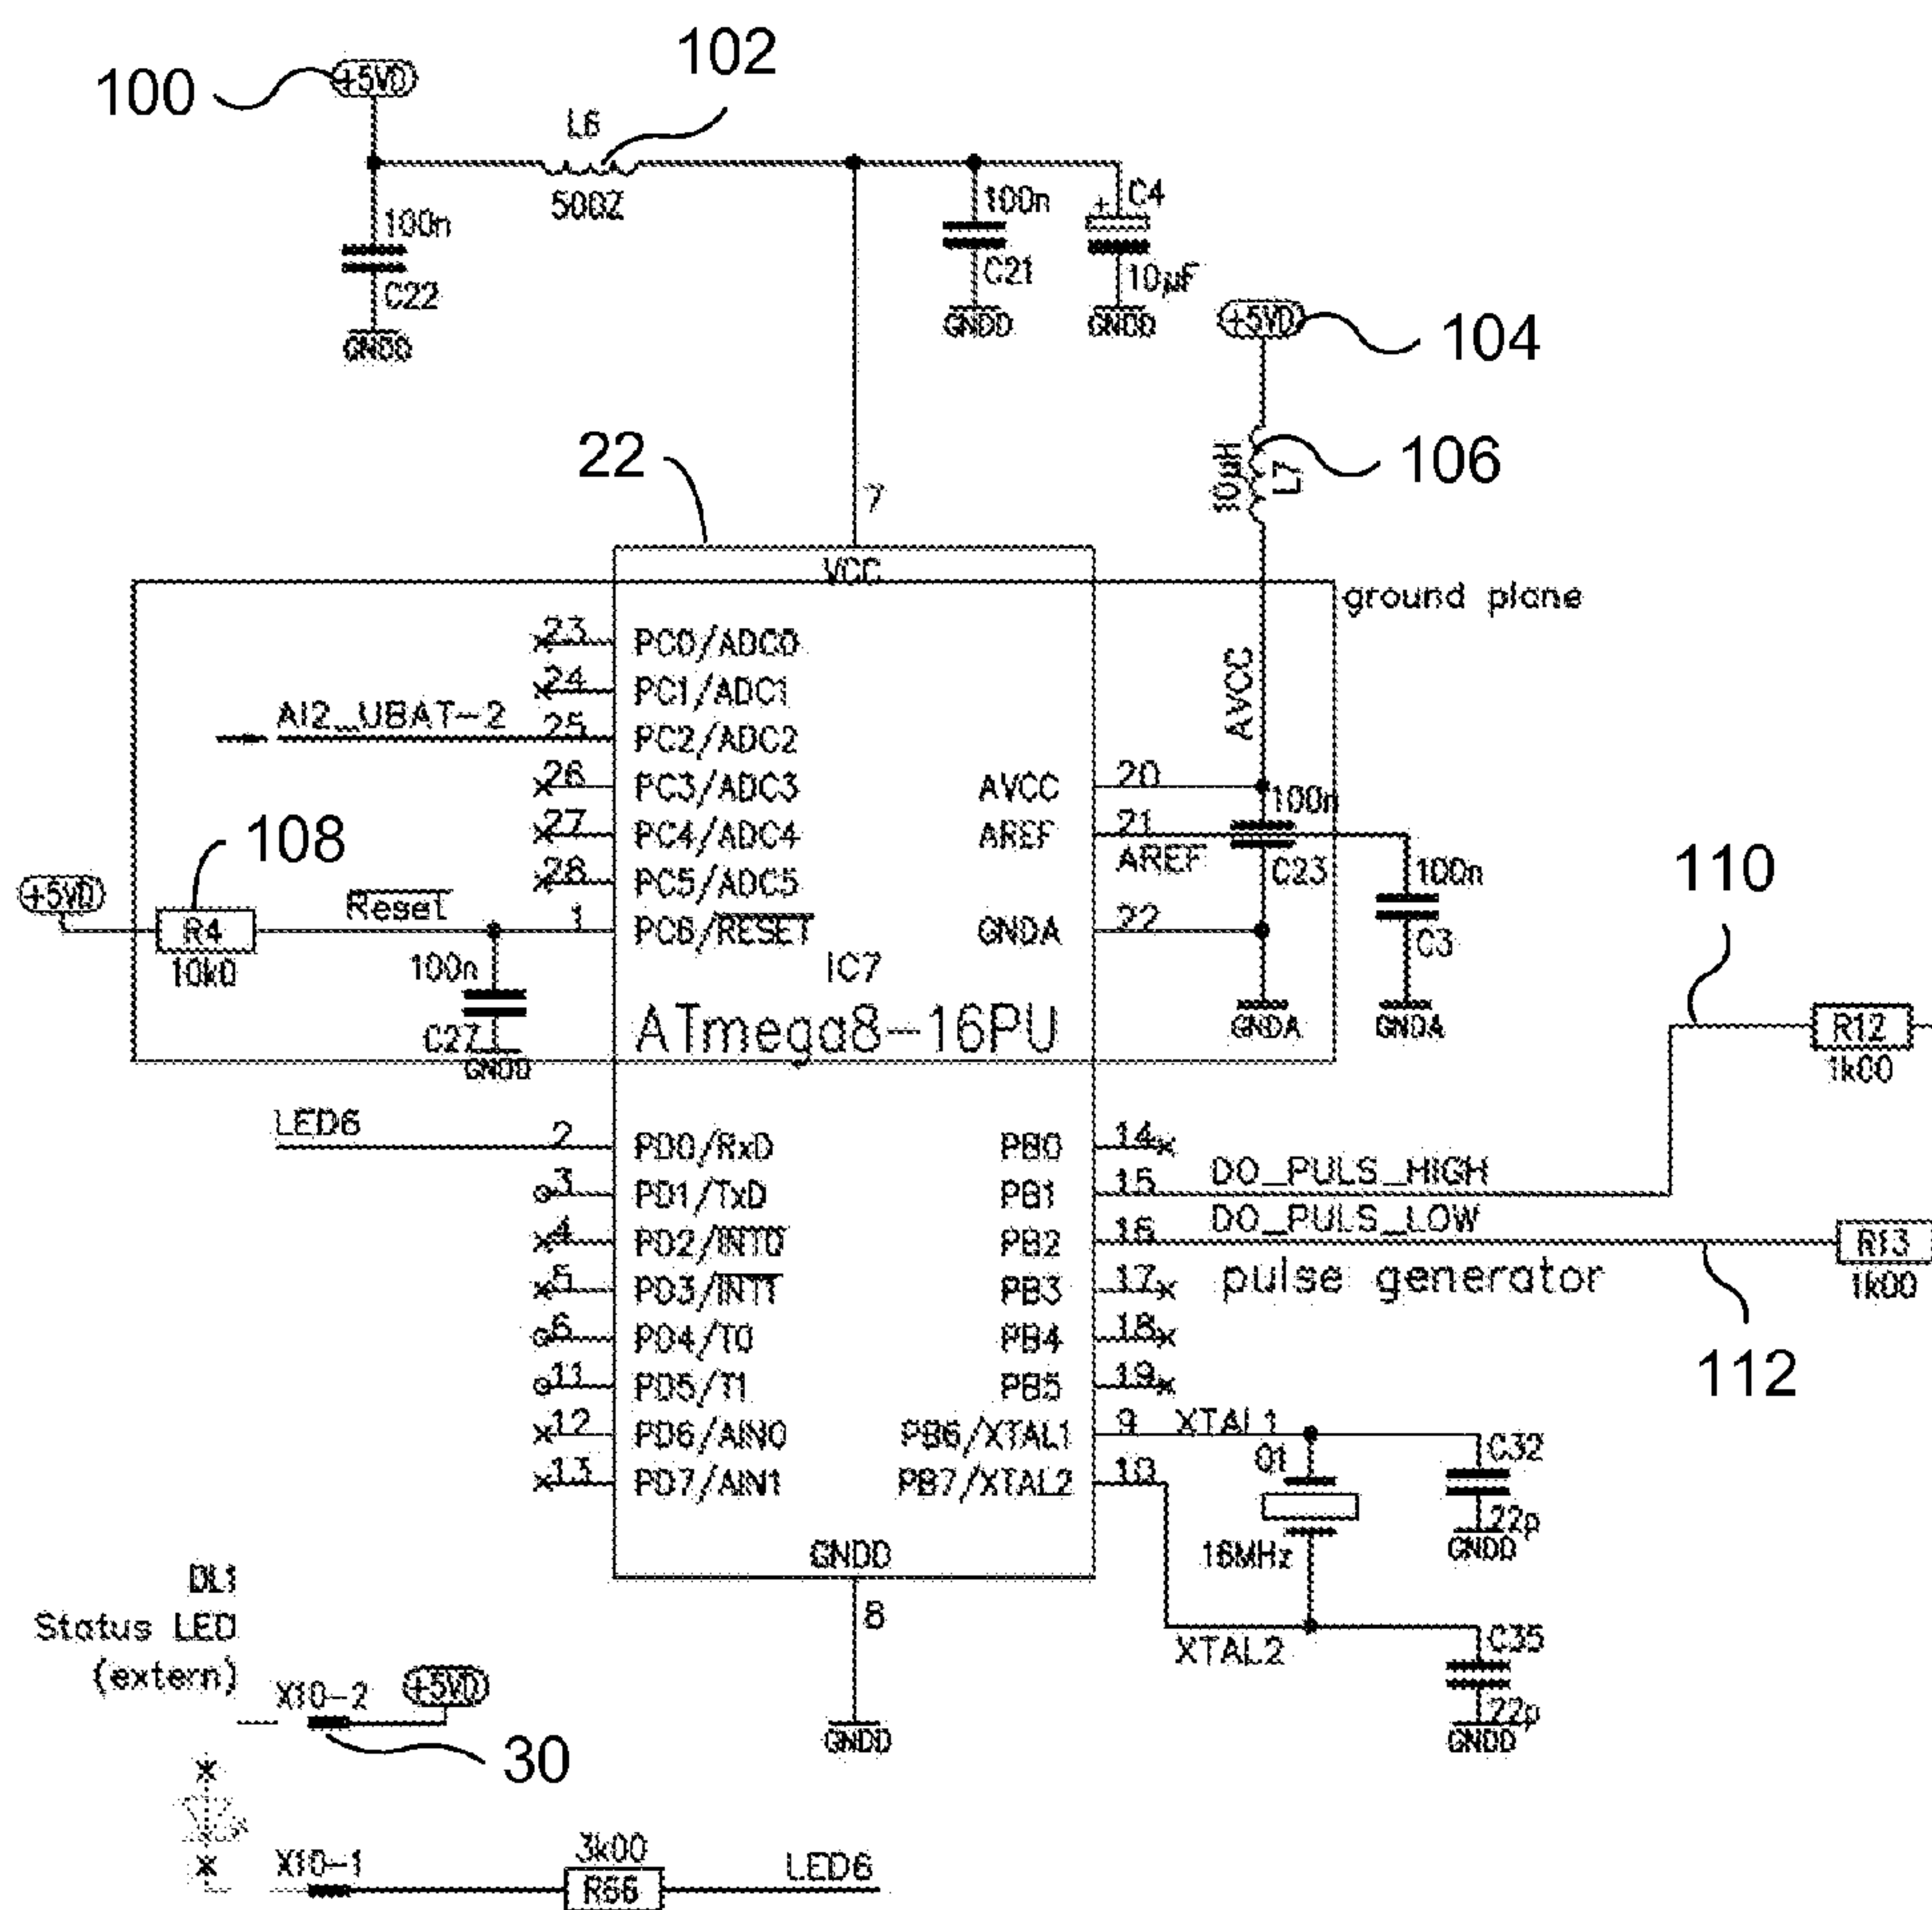 100
+5VD
102
L6
500Z
100n
C22
GNDD
100n
C21
GNDD
C4
+
10µF
GNDD
+5VD
104
10µH
L7
106
22
7
VCC
ground plane
AVCC
23 PC0/ADC0
24 PC1/ADC1
AI2_UBAT-2 25 PC2/ADC2
26 PC3/ADC3
27 PC4/ADC4
28 PC5/ADC5
1 PC6/RESET
AVCC 20
AREF 21
AREF
GNDA 22
100n
C23
GNDA
100n
C3
GNDA
108
+5VD
R4
10k0
Reset
100n
C27
GNDD
IC7
ATmega8-16PU
110
R12
1k00
LED6 2 PD0/RxD
3 PD1/TxD
4 PD2/INT0
5 PD3/INT1
6 PD4/T0
11 PD5/T1
12 PD6/AIN0
13 PD7/AIN1
PB0 14
PB1 15 DO_PULS_HIGH
PB2 16 DO_PULS_LOW
pulse generator
R13
1k00
112
PB3 17
PB4 18
PB5 19
PB6/XTAL1 9 XTAL1
PB7/XTAL2 10
Q1
16MHz
C32
22p
GNDD
XTAL2
C35
22p
GNDD
GNDD
8
GNDD
DL1
Status LED
(extern)
X10-2
+5VD
30
X10-1
3k00
R56
LED6